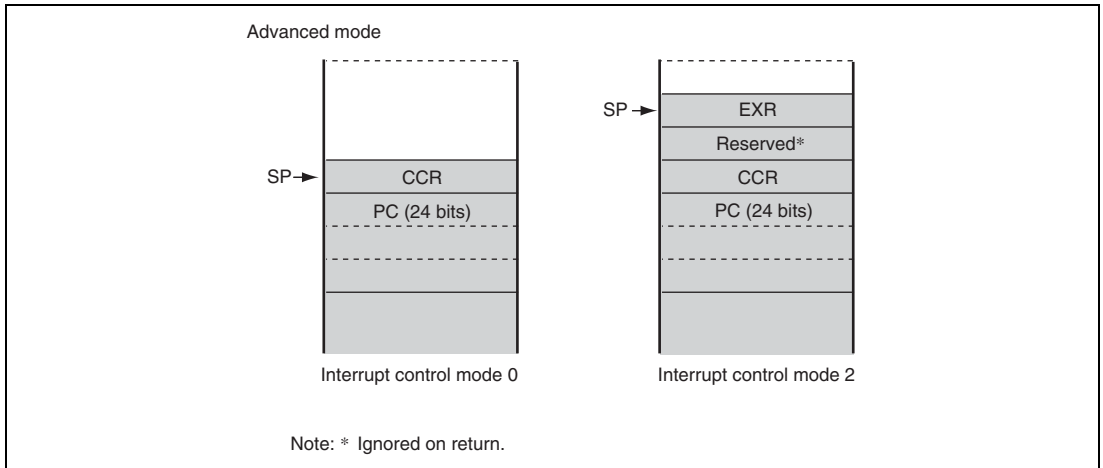 Advanced mode
SP
CCR
PC (24 bits)
Interrupt control mode 0
SP
EXR
Reserved*
CCR
PC (24 bits)
Interrupt control mode 2
Note: * Ignored on return.